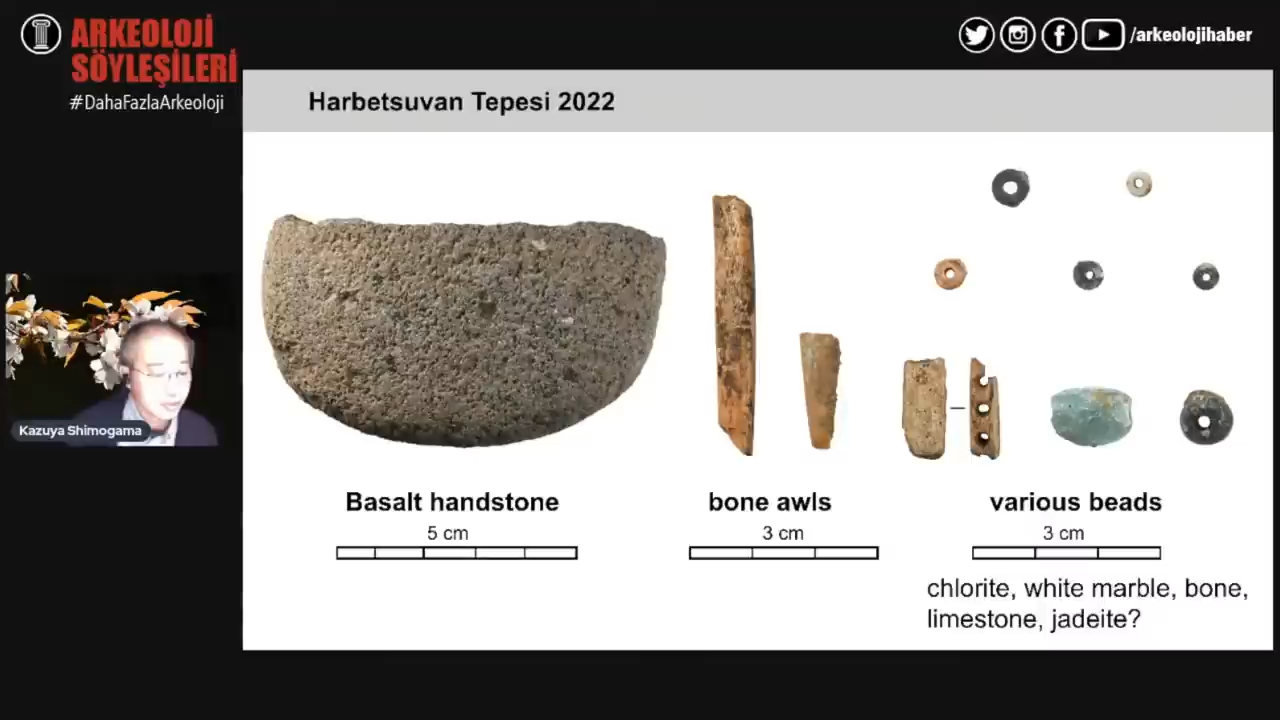 ARKEOLOJİ
SÖYLEŞİLERİ
#DahaFazlaArkeoloji
/arkeolojihaber
Harbetsuvan Tepesi 2022
Kazuya Shimogama
Basalt handstone
5 cm
bone awls
3 cm
various beads
3 cm
chlorite, white marble, bone,
limestone, jadeite?